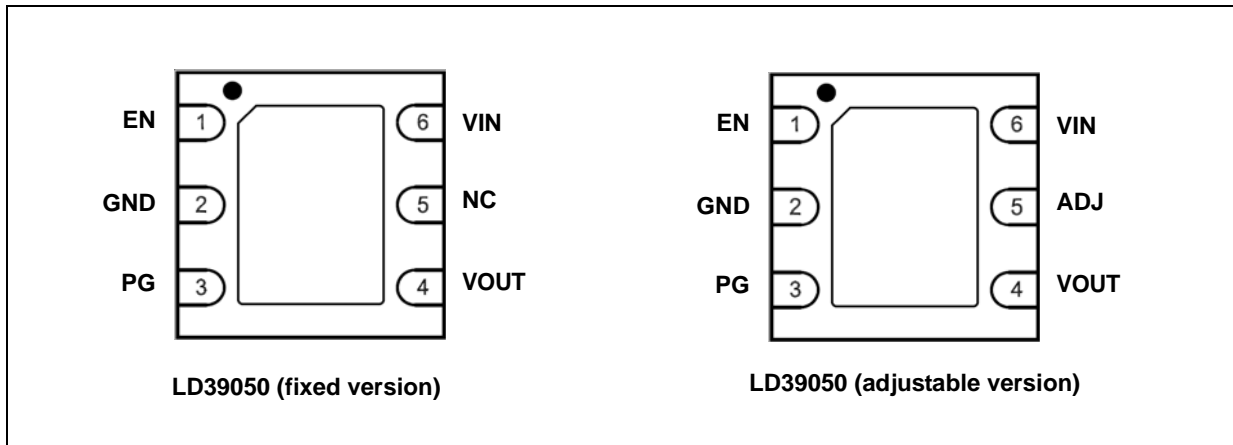 EN 1 6 VIN
GND 2 5 NC
PG 3 4 VOUT
LD39050 (fixed version)
EN 1 6 VIN
GND 2 5 ADJ
PG 3 4 VOUT
LD39050 (adjustable version)